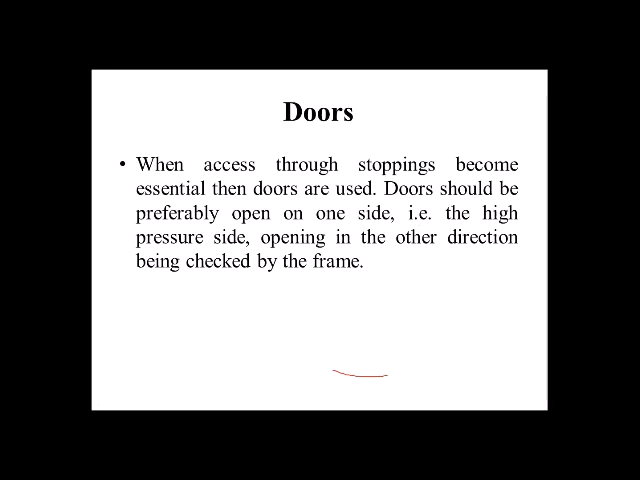 Doors
• When access through stoppings become
essential then doors are used. Doors should be
preferably open on one side, i.e. the high
pressure side, opening in the other direction
being checked by the frame.